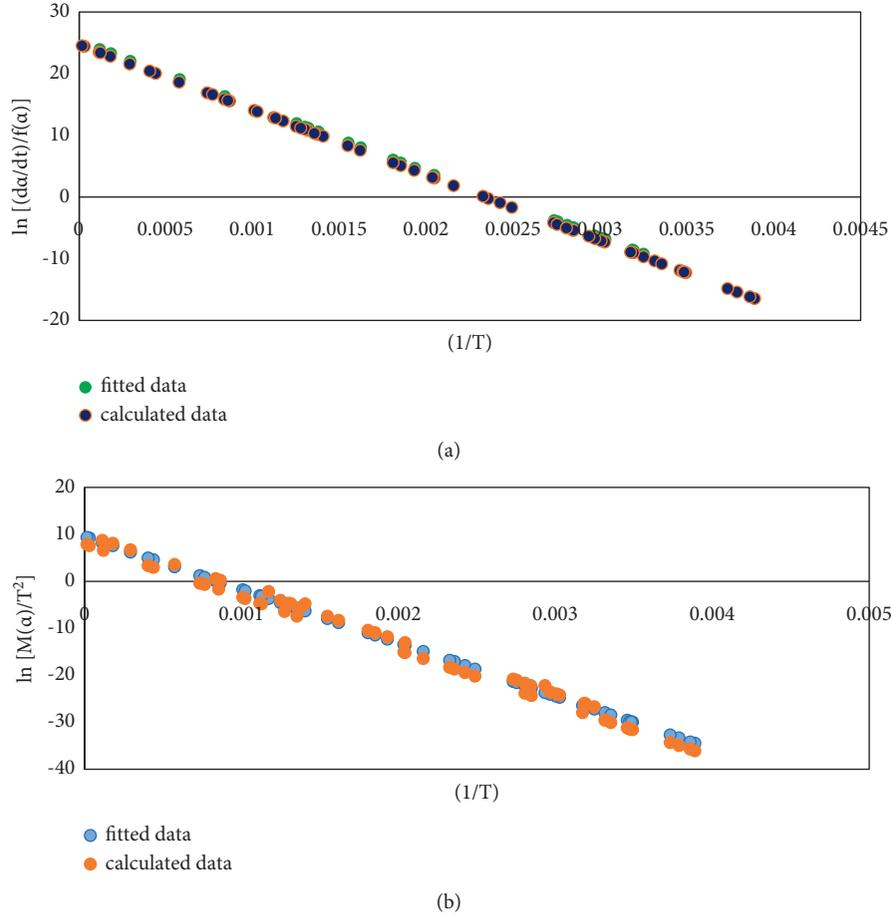 30
20
10
0
-10
-20
0 0.0005 0.001 0.0015 0.002 0.0025 0.003 0.0035 0.004 0.0045
ln [(dα/dt)/f(α)]
(1/T)
fitted data
calculated data
(a)
20
10
0
-10
-20
-30
-40
0 0.001 0.002 0.003 0.004 0.005
ln [M(α)/T²]
(1/T)
fitted data
calculated data
(b)